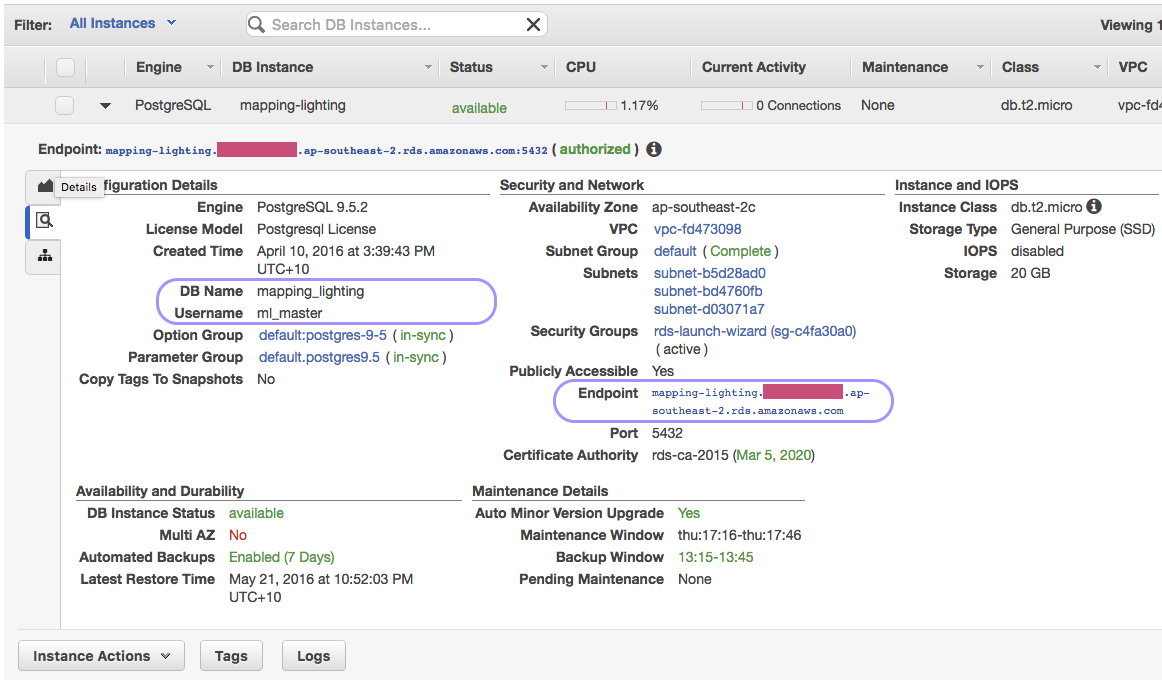 Filter: All Instances Search DB Instances... Viewing 1
Engine DB Instance Status CPU Current Activity Maintenance Class VPC
PostgreSQL mapping-lighting available 1.17% 0 Connections None db.t2.micro vpc-fd4
Endpoint: mapping-lighting. .ap-southeast-2.rds.amazonaws.com:5432 ( authorized )
Details
figuration Details
Engine PostgreSQL 9.5.2
License Model Postgresql License
Created Time April 10, 2016 at 3:39:43 PM
UTC+10
DB Name mapping_lighting
Username ml_master
Option Group default:postgres-9-5 ( in-sync )
Parameter Group default.postgres9.5 ( in-sync )
Copy Tags To Snapshots No
Security and Network
Availability Zone ap-southeast-2c
VPC vpc-fd473098
Subnet Group default ( Complete )
Subnets subnet-b5d28ad0
subnet-bd4760fb
subnet-d03071a7
Security Groups rds-launch-wizard (sg-c4fa30a0)
( active )
Publicly Accessible Yes
Endpoint mapping-lighting. .ap-
southeast-2.rds.amazonaws.com
Port 5432
Certificate Authority rds-ca-2015 (Mar 5, 2020)
Instance and IOPS
Instance Class db.t2.micro
Storage Type General Purpose (SSD)
IOPS disabled
Storage 20 GB
Availability and Durability
DB Instance Status available
Multi AZ No
Automated Backups Enabled (7 Days)
Latest Restore Time May 21, 2016 at 10:52:03 PM
UTC+10
Maintenance Details
Auto Minor Version Upgrade Yes
Maintenance Window thu:17:16-thu:17:46
Backup Window 13:15-13:45
Pending Maintenance None
Instance Actions Tags Logs